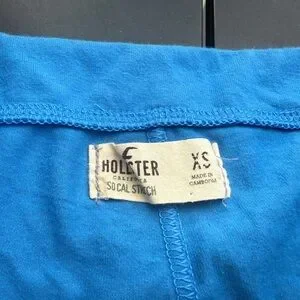 HOLLISTER
CALIFORNIA
SO CAL STRETCH
XS
MADE IN
CAMBODIA